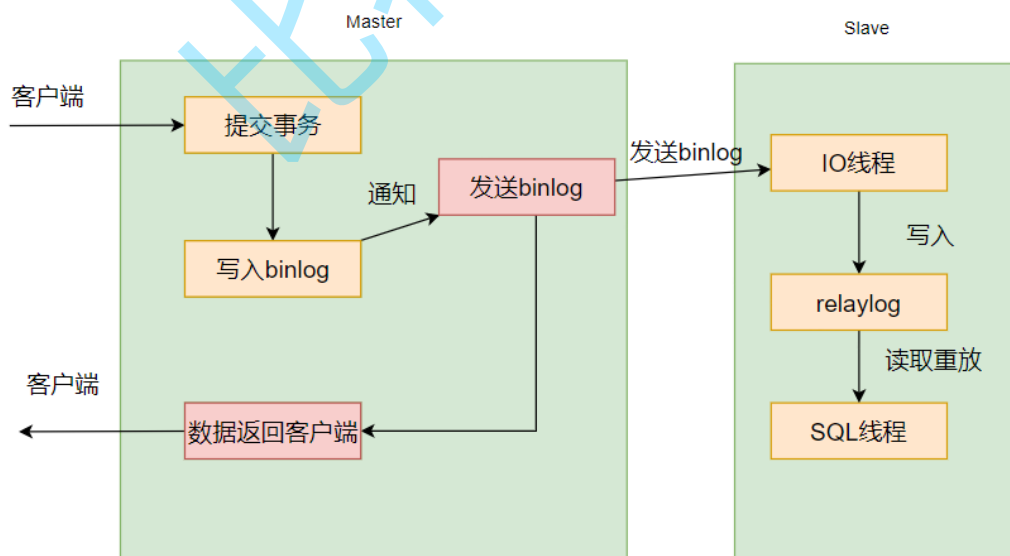 Master
Slave
客户端
提交事务
发送binlog
IO线程
通知
发送binlog
写入
写入binlog
relaylog
读取重放
客户端
数据返回客户端
SQL线程